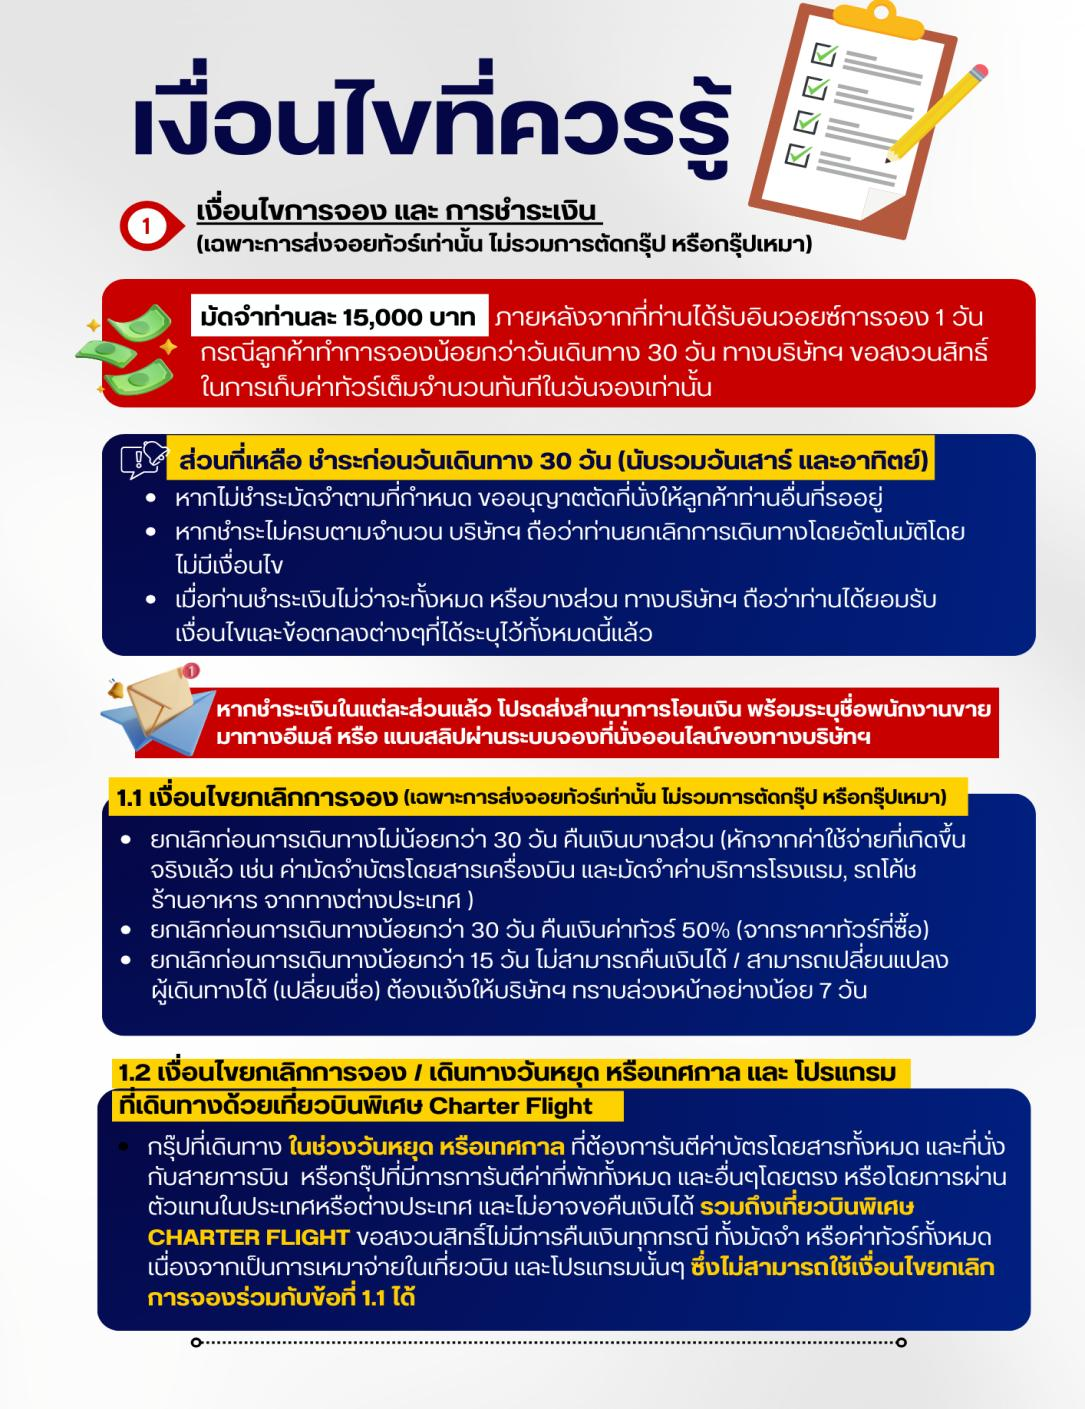 เงื่อนไขที่ควรรู้
1
เงื่อนไขการจอง และ การชำระเงิน
(เฉพาะการส่งจอยทัวร์เท่านั้น ไม่รวมการตัดกรุ๊ป หรือกรุ๊ปเหมา)
มัดจำท่านละ 15,000 บาท ภายหลังจากที่ท่านได้รับอินวอยซ์การจอง 1 วัน
กรณีลูกค้าทำการจองน้อยกว่าวันเดินทาง 30 วัน ทางบริษัทฯ ขอสงวนสิทธิ์
ในการเก็บค่าทัวร์เต็มจำนวนทันทีในวันจองเท่านั้น
ส่วนที่เหลือ ชำระก่อนวันเดินทาง 30 วัน (นับรวมวันเสาร์ และอาทิตย์)
• หากไม่ชำระมัดจำตามที่กำหนด ขออนุญาตตัดที่นั่งให้ลูกค้าท่านอื่นที่รออยู่
• หากชำระไม่ครบตามจำนวน บริษัทฯ ถือว่าท่านยกเลิกการเดินทางโดยอัตโนมัติโดย
ไม่มีเงื่อนไข
• เมื่อท่านชำระเงินไม่ว่าจะทั้งหมด หรือบางส่วน ทางบริษัทฯ ถือว่าท่านได้ยอมรับ
เงื่อนไขและข้อตกลงต่างๆที่ได้ระบุไว้ทั้งหมดนี้แล้ว
1
หากชำระเงินในแต่ละส่วนแล้ว โปรดส่งสำเนาการโอนเงิน พร้อมระบุชื่อพนักงานขาย
มาทางอีเมล์ หรือ แนบสลิปผ่านระบบจองที่นั่งออนไลน์ของทางบริษัทฯ
1.1 เงื่อนไขยกเลิกการจอง (เฉพาะการส่งจอยทัวร์เท่านั้น ไม่รวมการตัดกรุ๊ป หรือกรุ๊ปเหมา)
• ยกเลิกก่อนการเดินทางไม่น้อยกว่า 30 วัน คืนเงินบางส่วน (หักจากค่าใช้จ่ายที่เกิดขึ้น
จริงแล้ว เช่น ค่ามัดจำบัตรโดยสารเครื่องบิน และมัดจำค่าบริการโรงแรม, รถโค้ช
ร้านอาหาร จากทางต่างประเทศ )
• ยกเลิกก่อนการเดินทางน้อยกว่า 30 วัน คืนเงินค่าทัวร์ 50% (จากราคาทัวร์ที่ซื้อ)
• ยกเลิกก่อนการเดินทางน้อยกว่า 15 วัน ไม่สามารถคืนเงินได้ / สามารถเปลี่ยนแปลง
ผู้เดินทางได้ (เปลี่ยนชื่อ) ต้องแจ้งให้บริษัทฯ ทราบล่วงหน้าอย่างน้อย 7 วัน
1.2 เงื่อนไขยกเลิกการจอง / เดินทางวันหยุด หรือเทศกาล และ โปรแกรม
ที่เดินทางด้วยเที่ยวบินพิเศษ Charter Flight
• กรุ๊ปที่เดินทาง ในช่วงวันหยุด หรือเทศกาล ที่ต้องการันตีค่าบัตรโดยสารทั้งหมด และที่นั่ง
กับสายการบิน หรือกรุ๊ปที่มีการการันตีค่าที่พักทั้งหมด และอื่นๆโดยตรง หรือโดยการผ่าน
ตัวแทนในประเทศหรือต่างประเทศ และไม่อาจขอคืนเงินได้ รวมถึงเที่ยวบินพิเศษ
CHARTER FLIGHT ขอสงวนสิทธิ์ไม่มีการคืนเงินทุกกรณี ทั้งมัดจำ หรือค่าทัวร์ทั้งหมด
เนื่องจากเป็นการเหมาจ่ายในเที่ยวบิน และโปรแกรมนั้นๆ ซึ่งไม่สามารถใช้เงื่อนไขยกเลิก
การจองร่วมกับข้อที่ 1.1 ได้